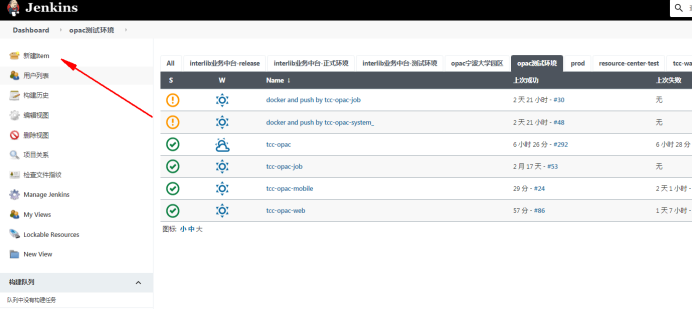 Jenkins
Dashboard opac测试环境
新建Item
用户列表
构建历史
编辑视图
删除视图
项目关系
检查文件指纹
Manage Jenkins
My Views
Lockable Resources
New View
构建队列
队列中没有构建任务
All interlib业务中台-release interlib业务中台-正式环境 interlib业务中台-测试环境 opac宁波大学园区 opac测试环境 prod resource-center-test tcc-wa
S W Name ↓ 上次成功 上次失败
docker and push by tcc-opac-job 2 天 21 小时 - #30 无
docker and push by tcc-opac-system_ 2 天 21 小时 - #48 无
tcc-opac 6 小时 26 分 - #292 6 小时 28 分
tcc-opac-job 2 月 17 天 - #53 无
tcc-opac-mobile 29 分 - #24 2 天 1 小时 -
tcc-opac-web 57 分 - #86 1 天 7 小时 -
图标: 小 中 大